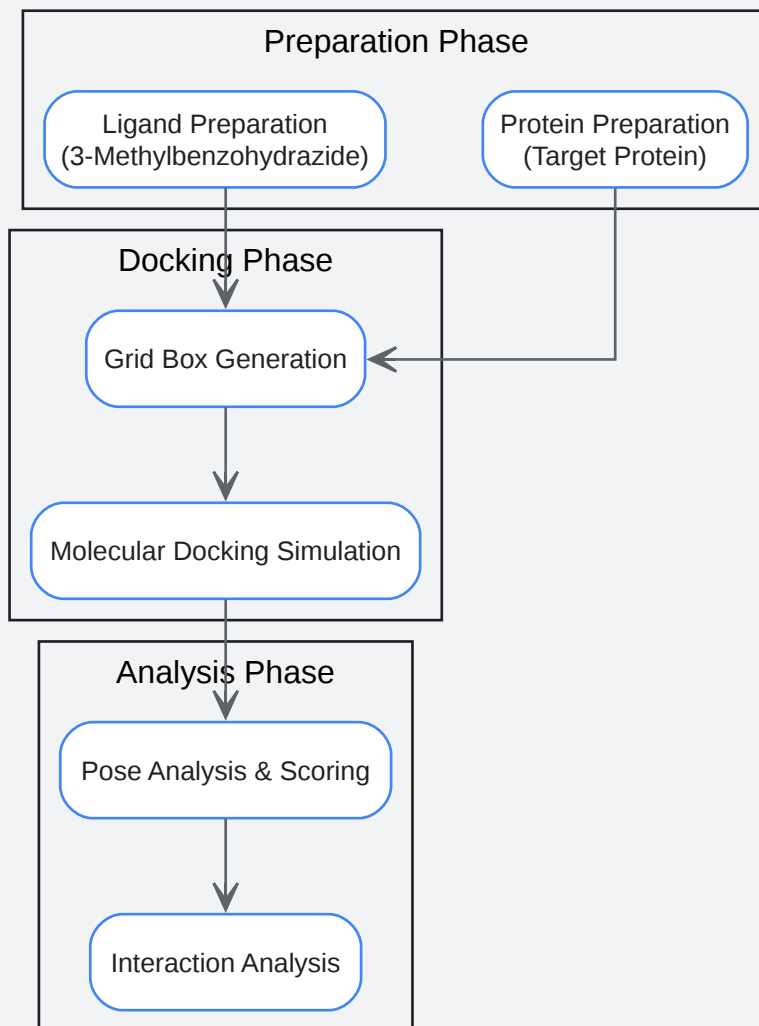 Preparation Phase
Ligand Preparation
(3-Methylbenzohydrazide)
Protein Preparation
(Target Protein)
Docking Phase
Grid Box Generation
Molecular Docking Simulation
Analysis Phase
Pose Analysis & Scoring
Interaction Analysis